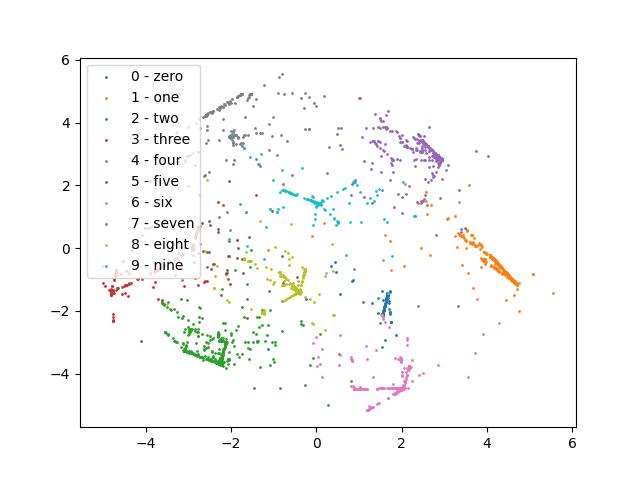 6
4
2
0
−2
−4
−4
−2
0
2
4
6
0 - zero
1 - one
2 - two
3 - three
4 - four
5 - five
6 - six
7 - seven
8 - eight
9 - nine